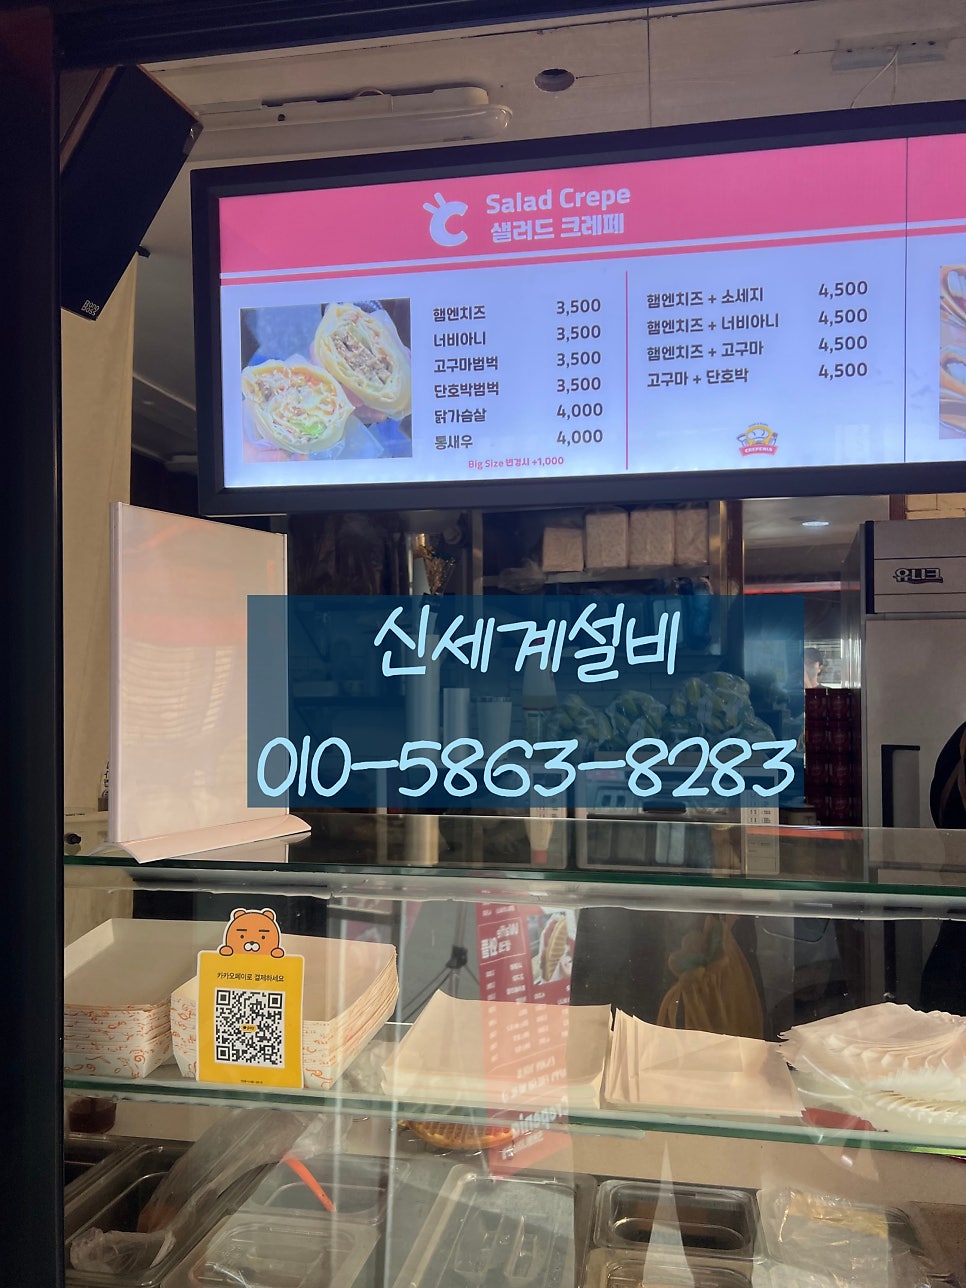 Salad Crepe
샐러드 크레페
햄엔치즈 3,500
너비아니 3,500
고구마범벅 3,500
단호박범벅 3,500
닭가슴살 4,000
통새우 4,000
Big Size 변경시 +1,000
햄엔치즈 + 소세지 4,500
햄엔치즈 + 너비아니 4,500
햄엔치즈 + 고구마 4,500
고구마 + 단호박 4,500
CREPERIA
유니크
신세계설비
010-5863-8283
카카오페이로 결제하세요